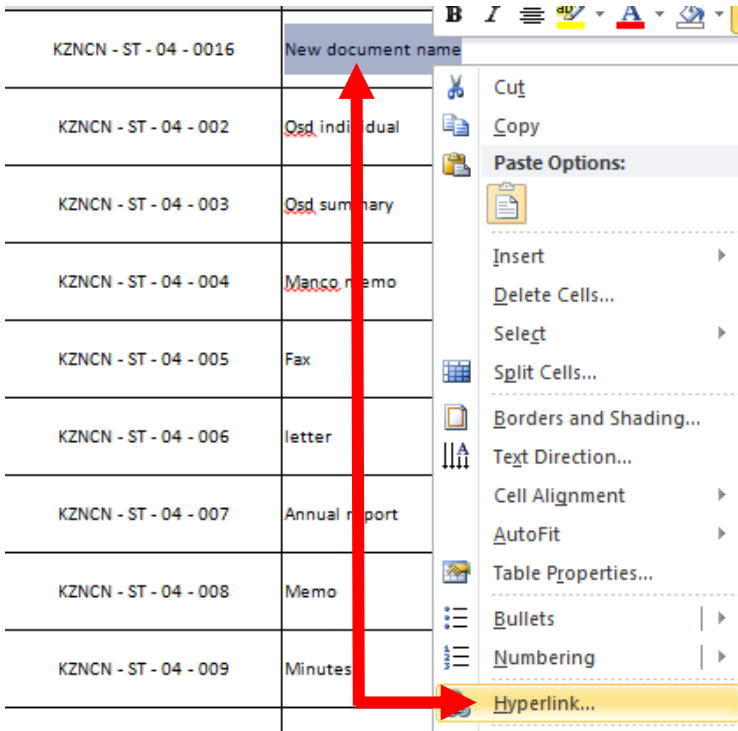 B I ab A
KZNCN - ST - 04 - 0016 New document name
KZNCN - ST - 04 - 002 Osd individual
KZNCN - ST - 04 - 003 Osd summary
KZNCN - ST - 04 - 004 Manco memo
KZNCN - ST - 04 - 005 Fax
KZNCN - ST - 04 - 006 letter
KZNCN - ST - 04 - 007 Annual report
KZNCN - ST - 04 - 008 Memo
KZNCN - ST - 04 - 009 Minutes
Cut
Copy
Paste Options:
Insert
Delete Cells...
Select
Split Cells...
Borders and Shading...
Text Direction...
Cell Alignment
AutoFit
Table Properties...
Bullets
Numbering
Hyperlink...